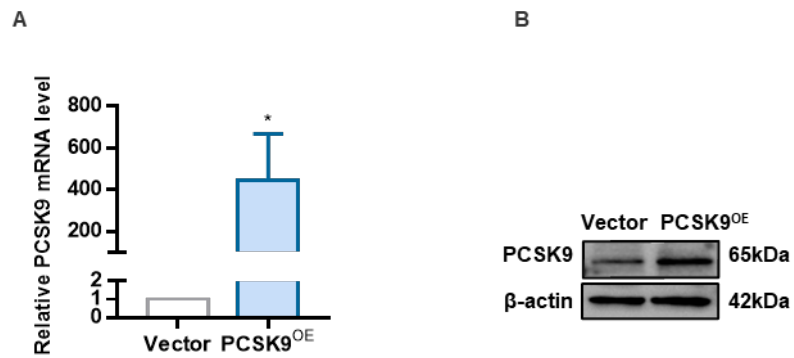 A
B
Relative PCSK9 mRNA level
800
600
400
200
2
1
0
*
Vector PCSK9OE
Vector PCSK9OE
PCSK9 65kDa
β-actin 42kDa